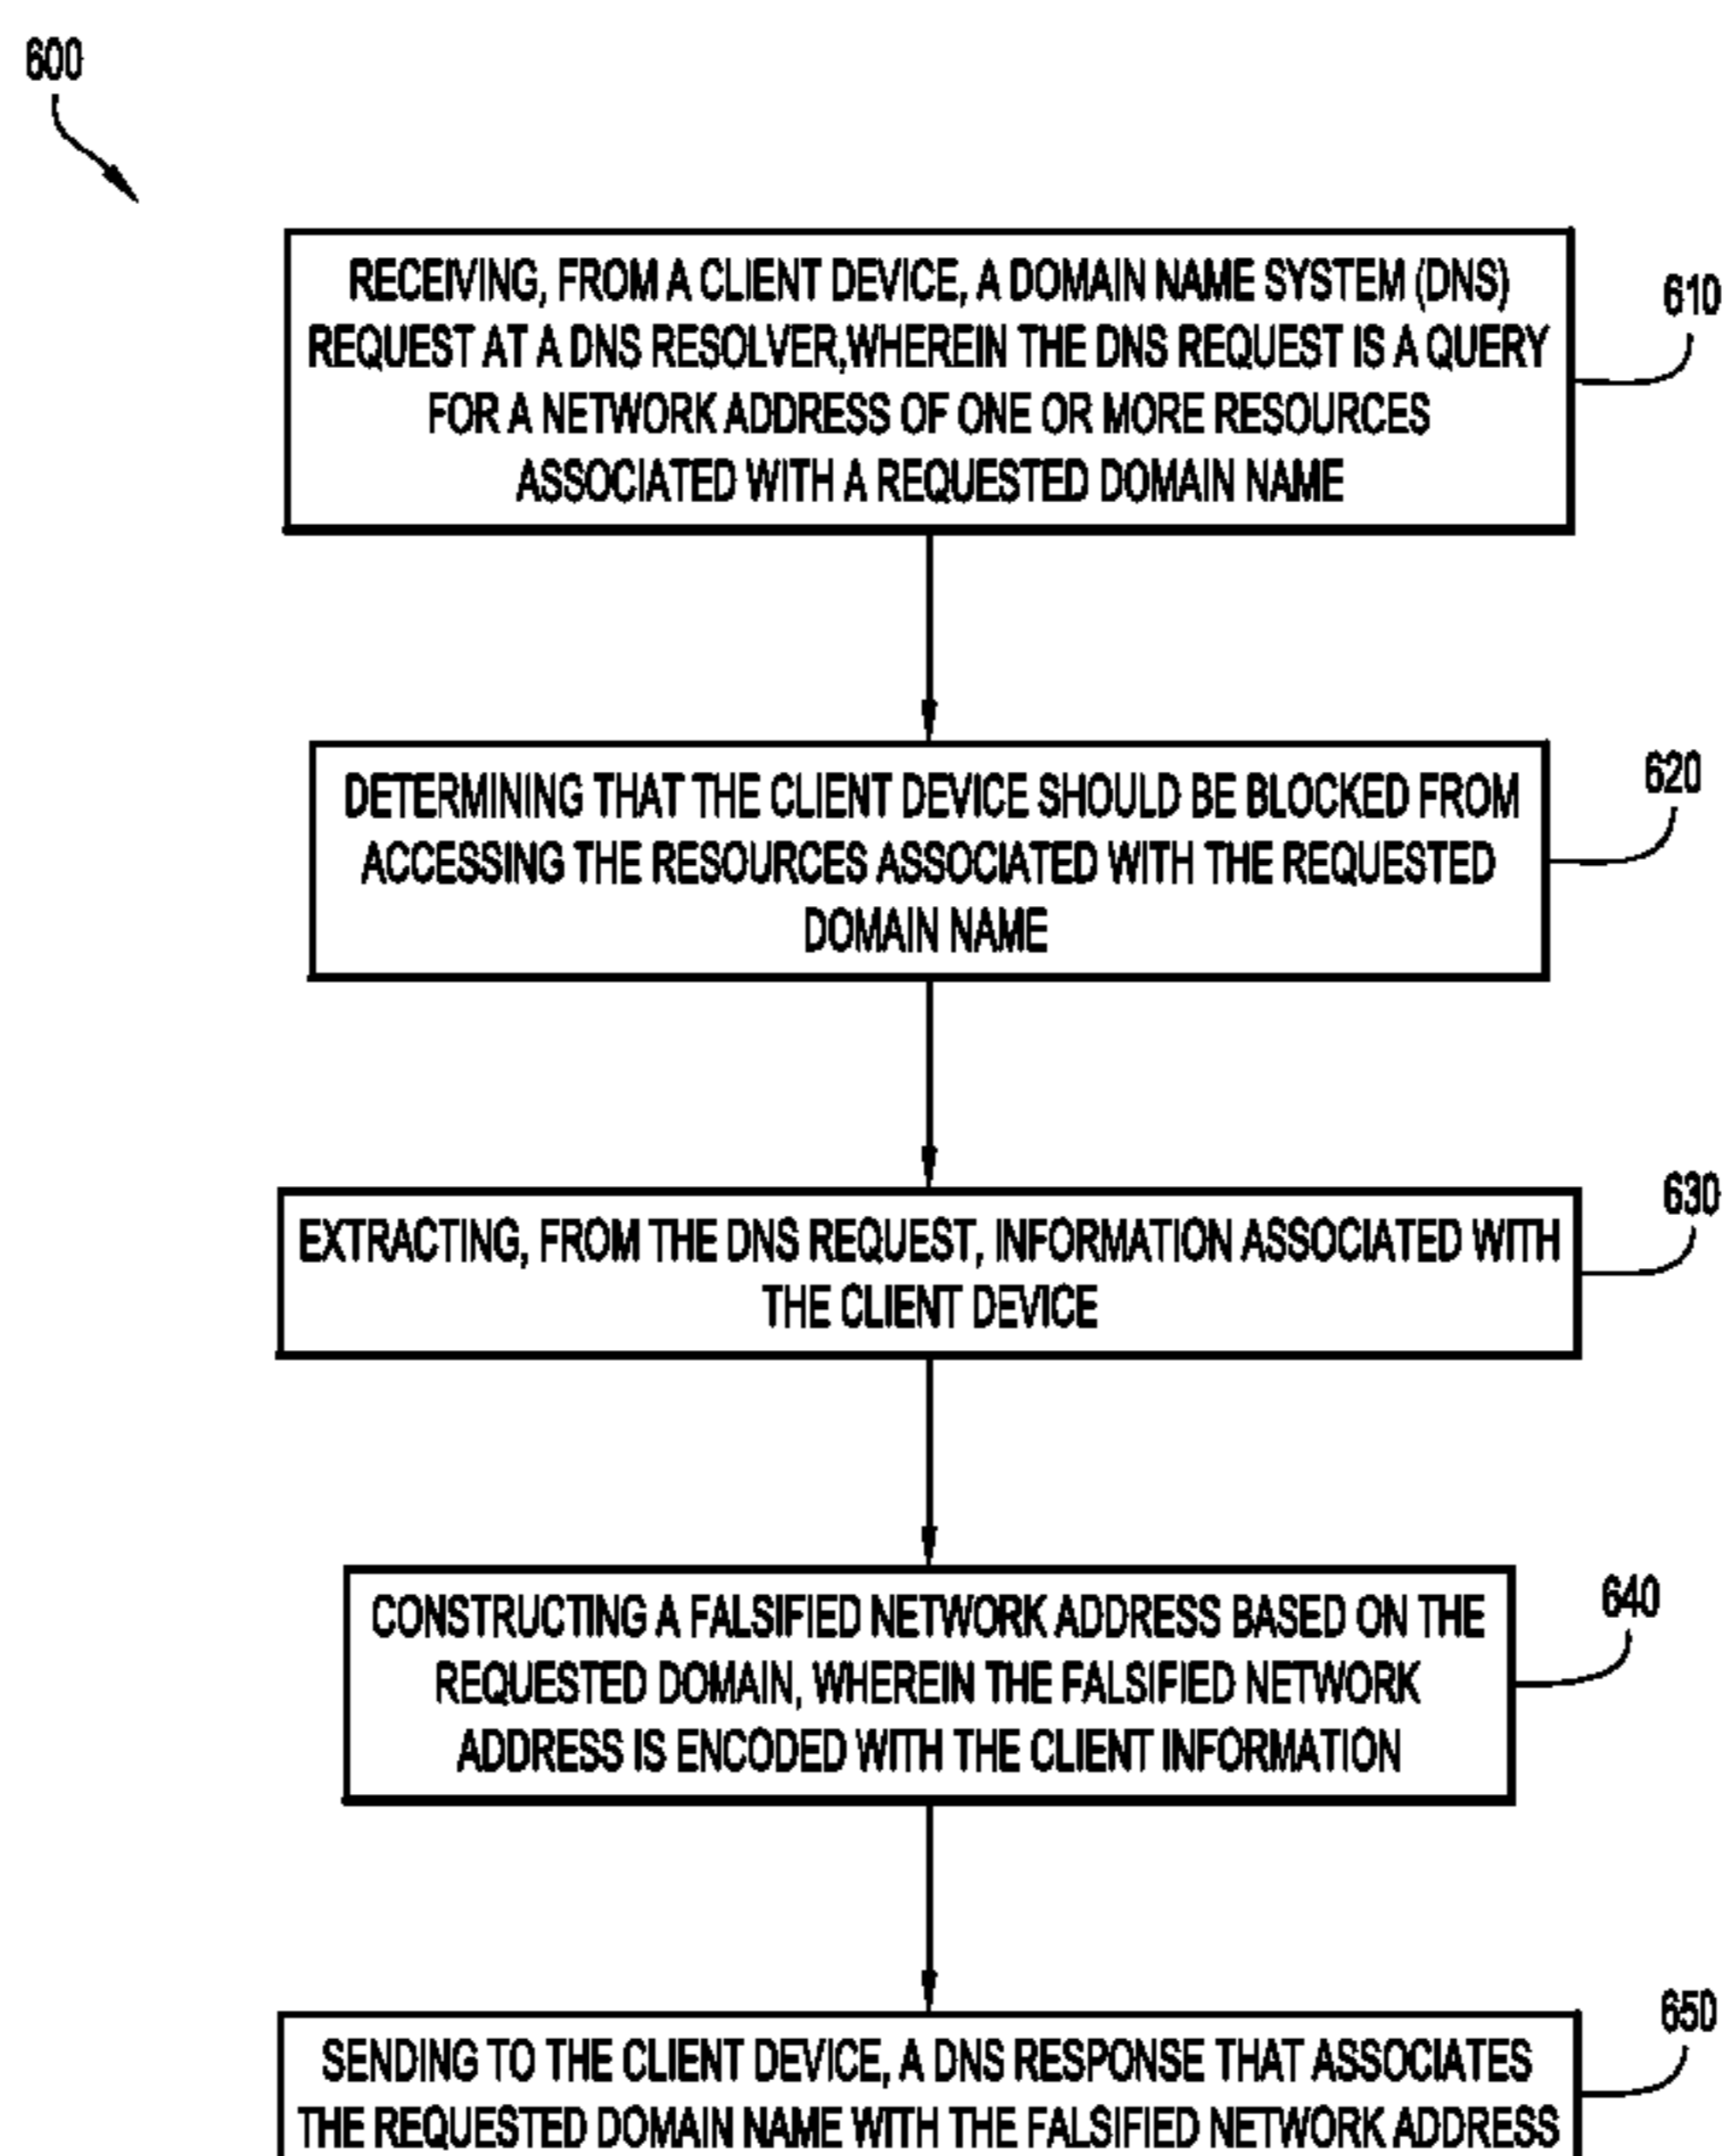 600
RECEIVING, FROM A CLIENT DEVICE, A DOMAIN NAME SYSTEM (DNS)
REQUEST AT A DNS RESOLVER,WHEREIN THE DNS REQUEST IS A QUERY
FOR A NETWORK ADDRESS OF ONE OR MORE RESOURCES
ASSOCIATED WITH A REQUESTED DOMAIN NAME
610
DETERMINING THAT THE CLIENT DEVICE SHOULD BE BLOCKED FROM
ACCESSING THE RESOURCES ASSOCIATED WITH THE REQUESTED
DOMAIN NAME
620
EXTRACTING, FROM THE DNS REQUEST, INFORMATION ASSOCIATED WITH
THE CLIENT DEVICE
630
CONSTRUCTING A FALSIFIED NETWORK ADDRESS BASED ON THE
REQUESTED DOMAIN, WHEREIN THE FALSIFIED NETWORK
ADDRESS IS ENCODED WITH THE CLIENT INFORMATION
640
SENDING TO THE CLIENT DEVICE, A DNS RESPONSE THAT ASSOCIATES
THE REQUESTED DOMAIN NAME WITH THE FALSIFIED NETWORK ADDRESS
650